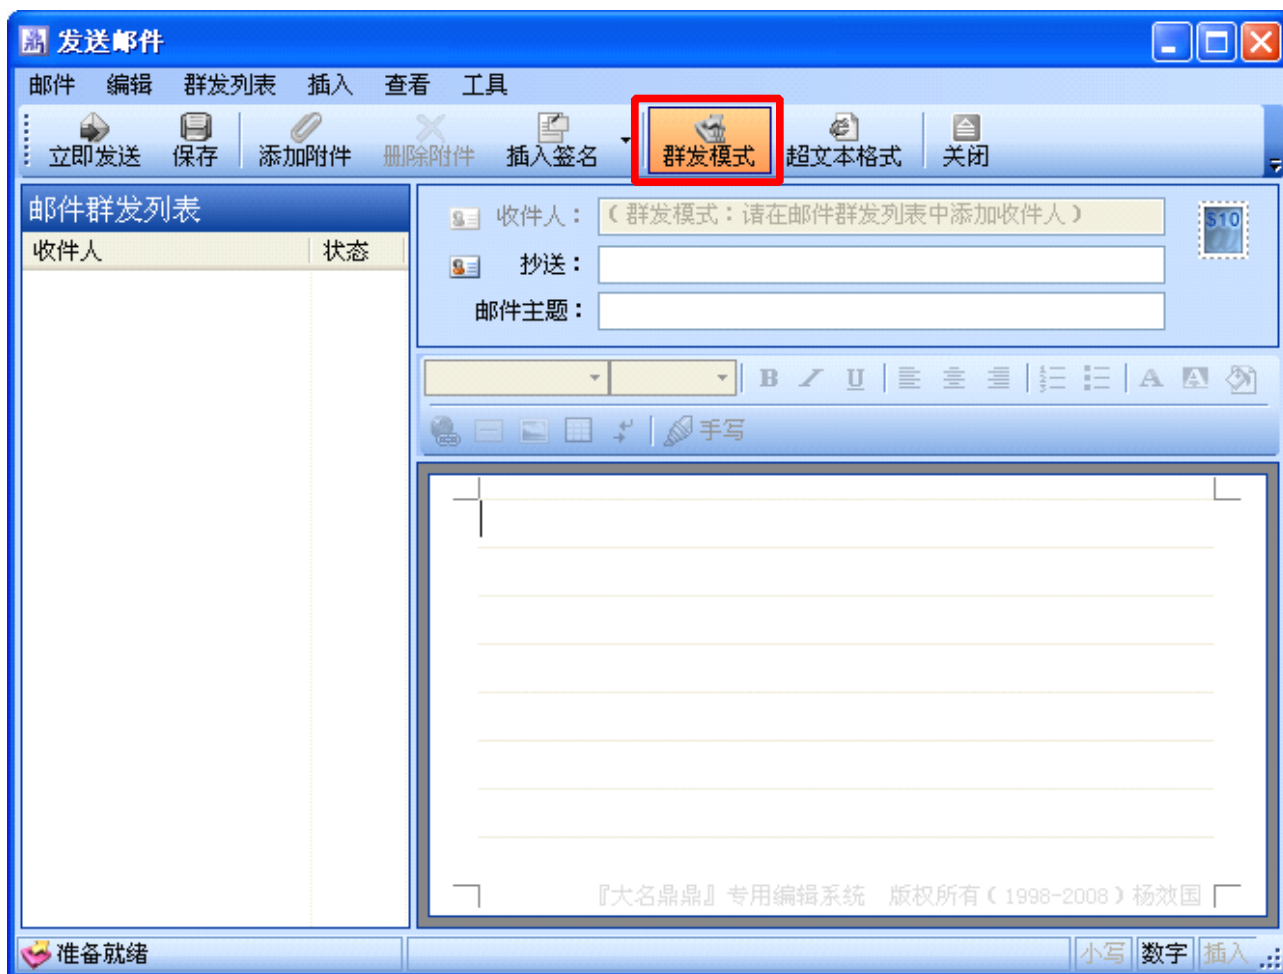 发送邮件
邮件 编辑 群发列表 插入 查看 工具
立即发送 保存 添加附件 删除附件 插入签名 群发模式 超文本格式 关闭
邮件群发列表
收件人 状态
收件人： （群发模式：请在邮件群发列表中添加收件人）
$10
抄送：
邮件主题：
B I U A A
手写
『大名鼎鼎』专用编辑系统 版权所有（1998-2008）杨效国
准备就绪 小写 数字 插入